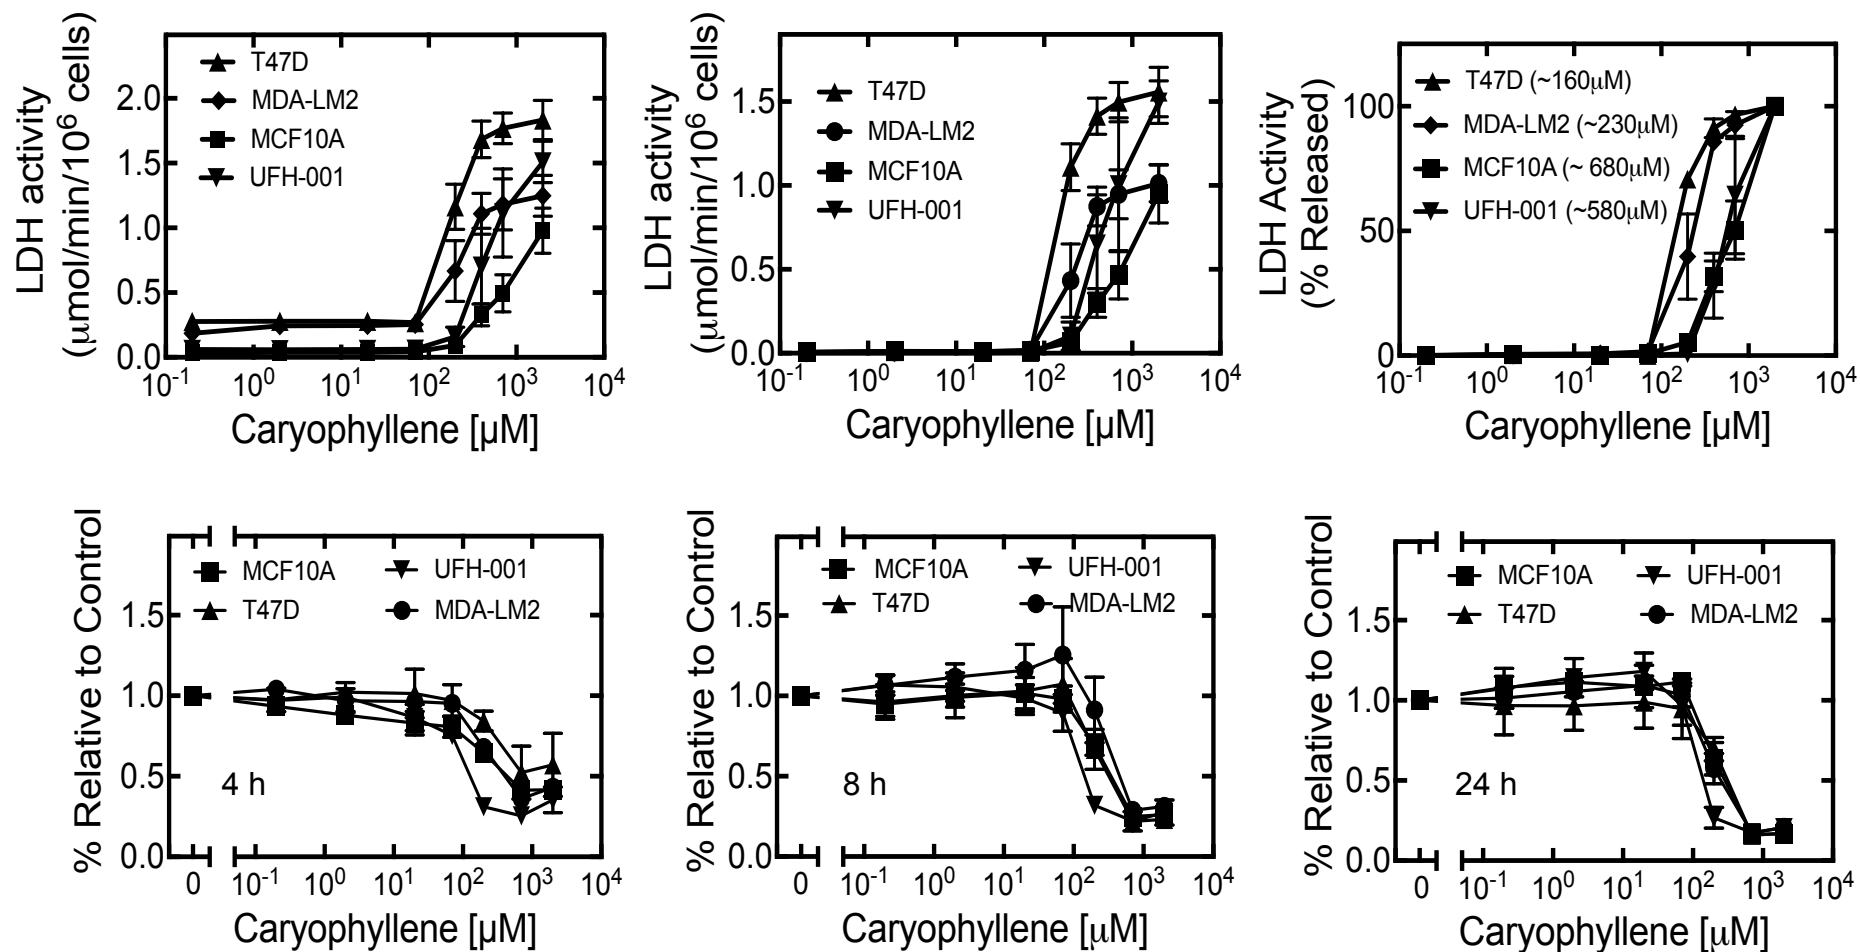 LDH activity
(μmol/min/10⁶ cells)
2.0
1.5
1.0
0.5
0.0
T47D
MDA-LM2
MCF10A
UFH-001
10⁻¹ 10⁰ 10¹ 10² 10³ 10⁴
Caryophyllene [μM]
LDH activity
(μmol/min/10⁶ cells)
1.5
1.0
0.5
0.0
T47D
MDA-LM2
MCF10A
UFH-001
10⁻¹ 10⁰ 10¹ 10² 10³ 10⁴
Caryophyllene [μM]
LDH Activity
(% Released)
100
50
0
T47D (~160μM)
MDA-LM2 (~230μM)
MCF10A (~ 680μM)
UFH-001 (~580μM)
10⁻¹ 10⁰ 10¹ 10² 10³ 10⁴
Caryophyllene [μM]
% Relative to Control
1.5
1.0
0.5
0.0
MCF10A UFH-001
T47D MDA-LM2
4 h
0 10⁻¹ 10⁰ 10¹ 10² 10³ 10⁴
Caryophyllene [μM]
% Relative to Control
1.5
1.0
0.5
0.0
MCF10A UFH-001
T47D MDA-LM2
8 h
0 10⁻¹ 10⁰ 10¹ 10² 10³ 10⁴
Caryophyllene [μM]
% Relative to Control
1.5
1.0
0.5
0.0
MCF10A UFH-001
T47D MDA-LM2
24 h
0 10⁻¹ 10⁰ 10¹ 10² 10³ 10⁴
Caryophyllene [μM]